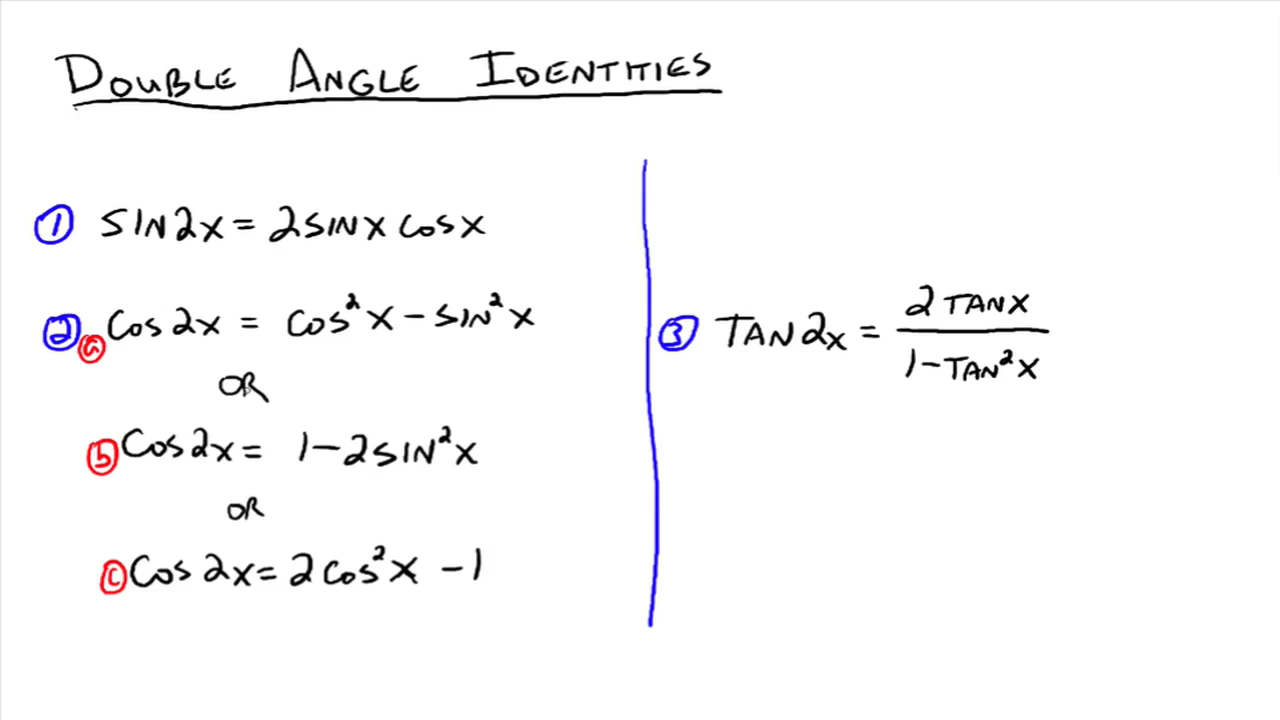 DOUBLE ANGLE IDENTITIES
① SIN2x = 2SINx COSx
② ⓐ COS2x = COS²x - SIN²x
OR
ⓑ COS2x = 1-2SIN²x
OR
ⓒ COS2x = 2COS²x -1
③ TAN2x = 2TANx / 1-TAN²x